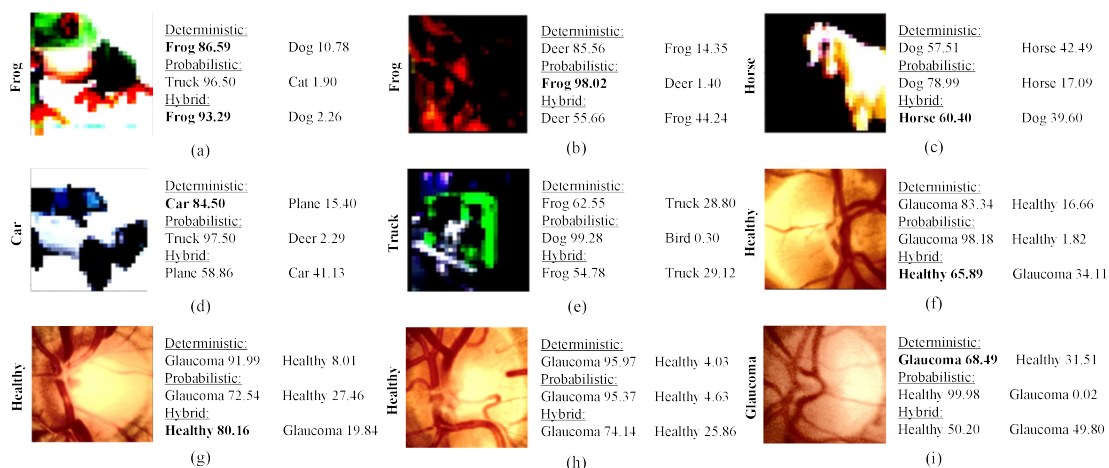 Frog
Deterministic:
Frog 86.59 Dog 10.78
Probabilistic:
Truck 96.50 Cat 1.90
Hybrid:
Frog 93.29 Dog 2.26
(a)
Frog
Deterministic:
Deer 85.56 Frog 14.35
Probabilistic:
Frog 98.02 Deer 1.40
Hybrid:
Deer 55.66 Frog 44.24
(b)
Horse
Deterministic:
Dog 57.51 Horse 42.49
Probabilistic:
Dog 78.99 Horse 17.09
Hybrid:
Horse 60.40 Dog 39.60
(c)
Car
Deterministic:
Car 84.50 Plane 15.40
Probabilistic:
Truck 97.50 Deer 2.29
Hybrid:
Plane 58.86 Car 41.13
(d)
Truck
Deterministic:
Frog 62.55 Truck 28.80
Probabilistic:
Dog 99.28 Bird 0.30
Hybrid:
Frog 54.78 Truck 29.12
(e)
Healthy
Deterministic:
Glaucoma 83.34 Healthy 16.66
Probabilistic:
Glaucoma 98.18 Healthy 1.82
Hybrid:
Healthy 65.89 Glaucoma 34.11
(f)
Healthy
Deterministic:
Glaucoma 91.99 Healthy 8.01
Probabilistic:
Glaucoma 72.54 Healthy 27.46
Hybrid:
Healthy 80.16 Glaucoma 19.84
(g)
Healthy
Deterministic:
Glaucoma 95.97 Healthy 4.03
Probabilistic:
Glaucoma 95.37 Healthy 4.63
Hybrid:
Glaucoma 74.14 Healthy 25.86
(h)
Glaucoma
Deterministic:
Glaucoma 68.49 Healthy 31.51
Probabilistic:
Healthy 99.98 Glaucoma 0.02
Hybrid:
Healthy 50.20 Glaucoma 49.80
(i)